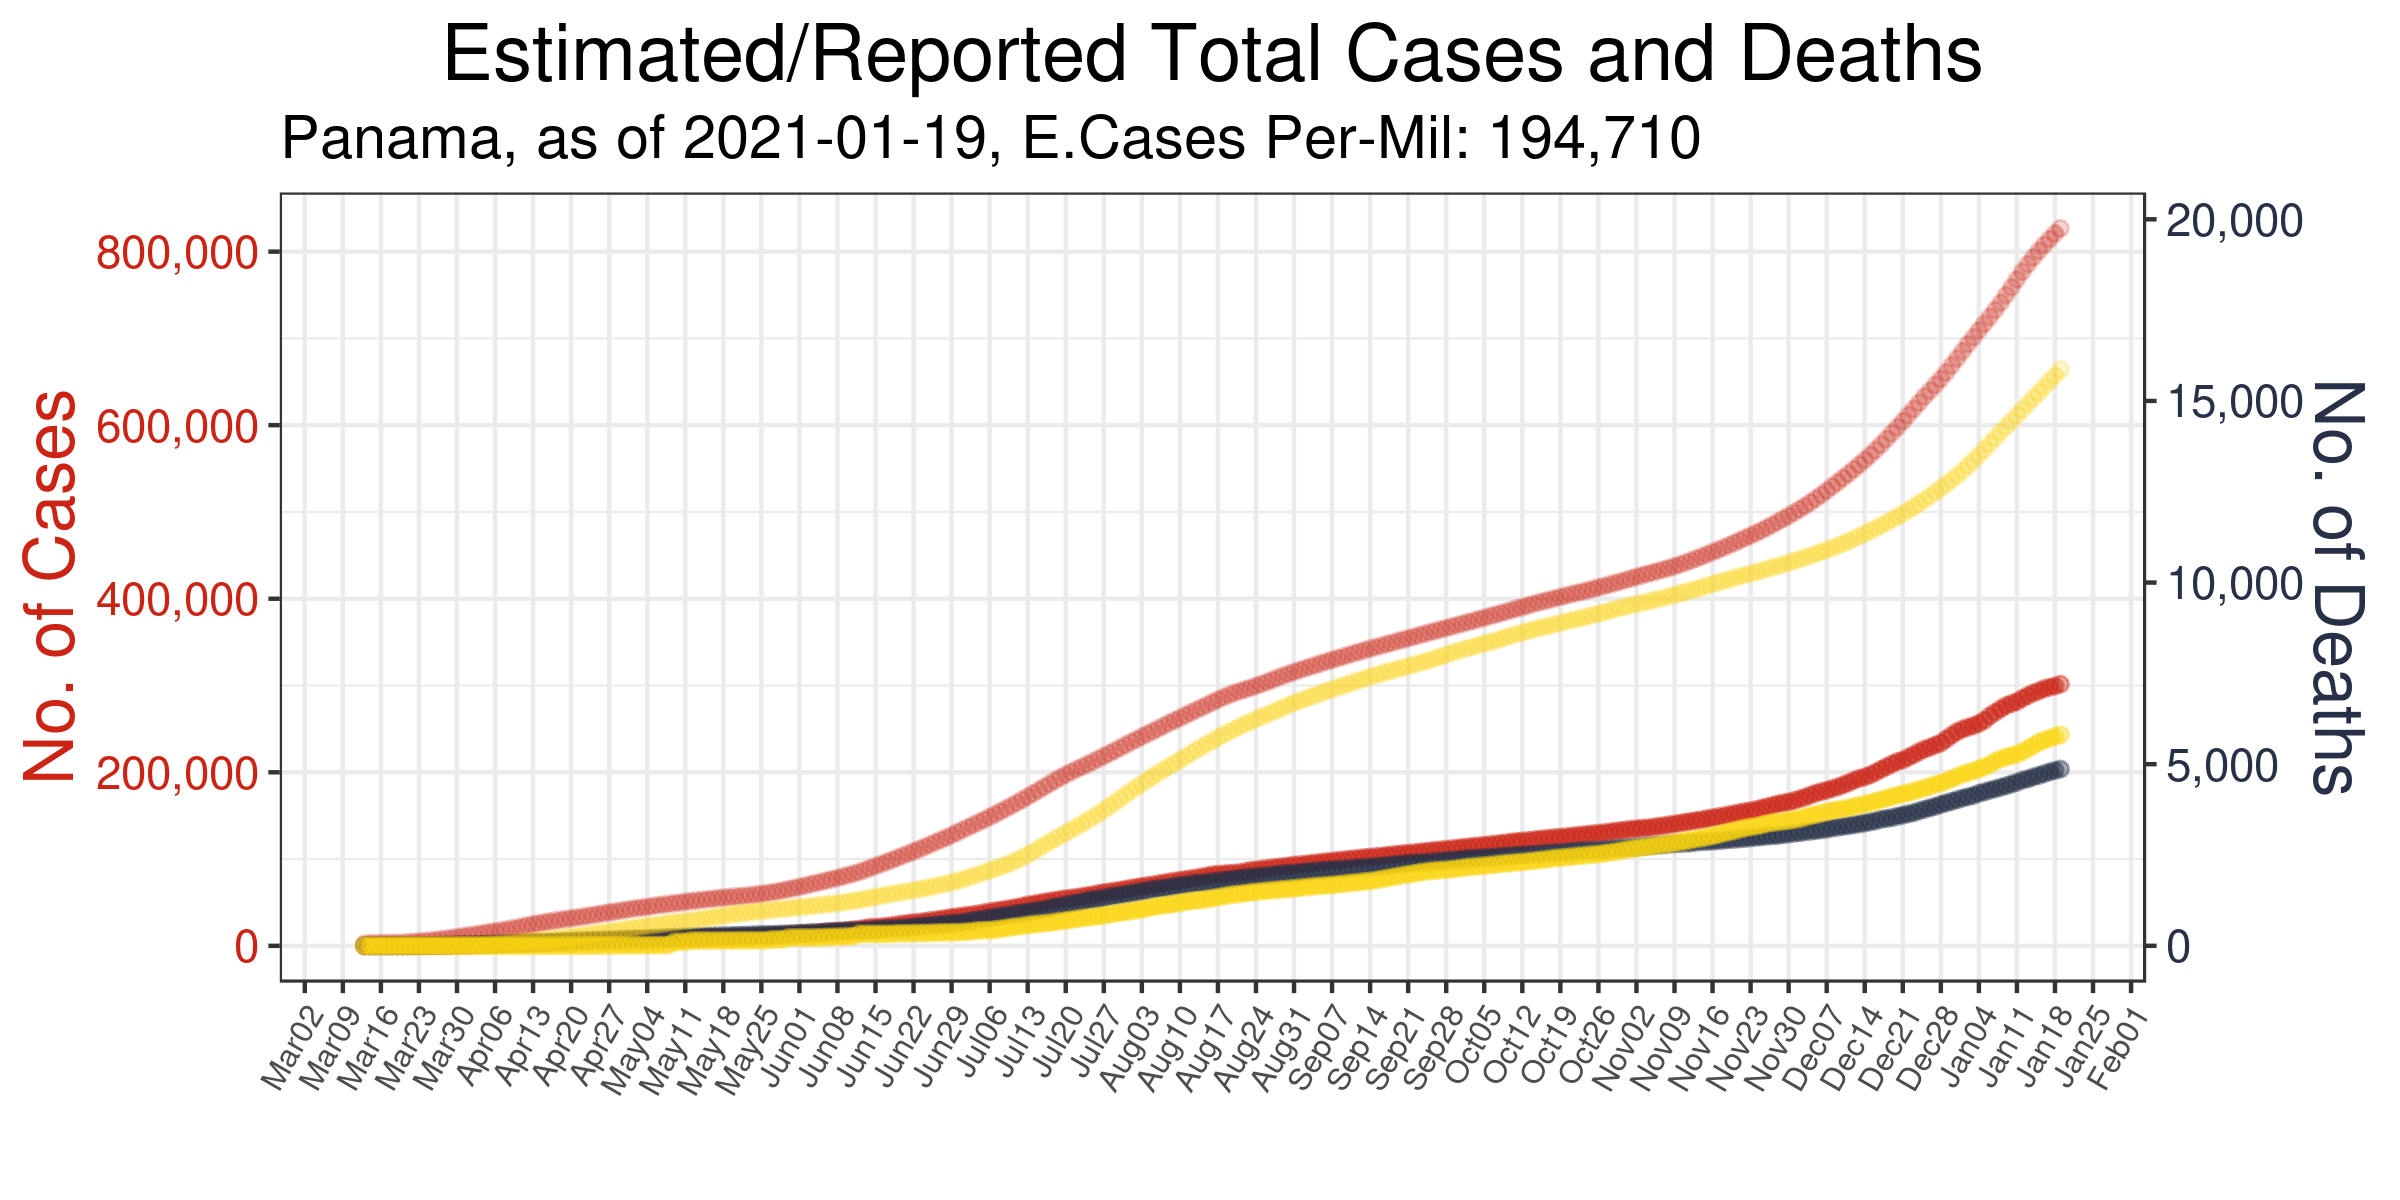 Estimated/Reported Total Cases and Deaths
Panama, as of 2021-01-19, E.Cases Per-Mil: 194,710
No. of Cases
800,000
600,000
400,000
200,000
0
20,000
15,000
10,000
5,000
0
No. of Deaths
Mar02
Mar09
Mar16
Mar23
Mar30
Apr06
Apr13
Apr20
Apr27
May04
May11
May18
May25
Jun01
Jun08
Jun15
Jun22
Jun29
Jul06
Jul13
Jul20
Jul27
Aug03
Aug10
Aug17
Aug24
Aug31
Sep07
Sep14
Sep21
Sep28
Oct05
Oct12
Oct19
Oct26
Nov02
Nov09
Nov16
Nov23
Nov30
Dec07
Dec14
Dec21
Dec28
Jan04
Jan11
Jan18
Jan25
Feb01